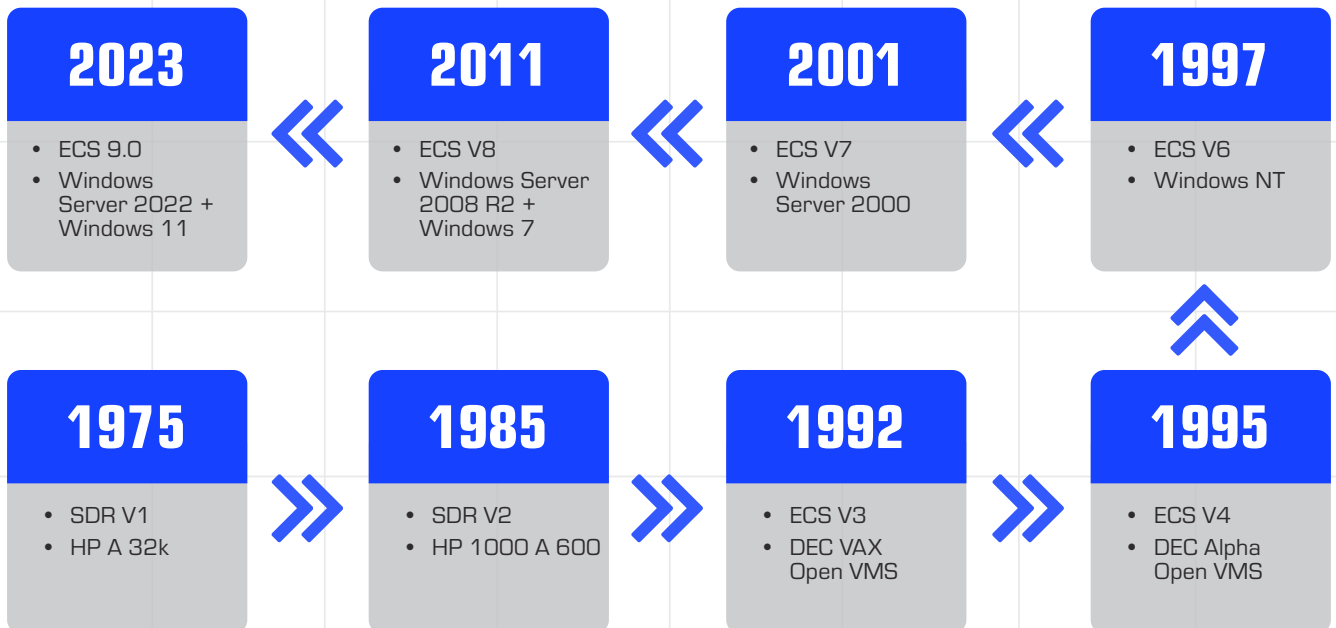 2023
• ECS 9.0
• Windows
Server 2022 +
Windows 11
2011
• ECS V8
• Windows Server
2008 R2 +
Windows 7
2001
• ECS V7
• Windows
Server 2000
1997
• ECS V6
• Windows NT
1975
• SDR V1
• HP A 32k
1985
• SDR V2
• HP 1000 A 600
1992
• ECS V3
• DEC VAX
Open VMS
1995
• ECS V4
• DEC Alpha
Open VMS